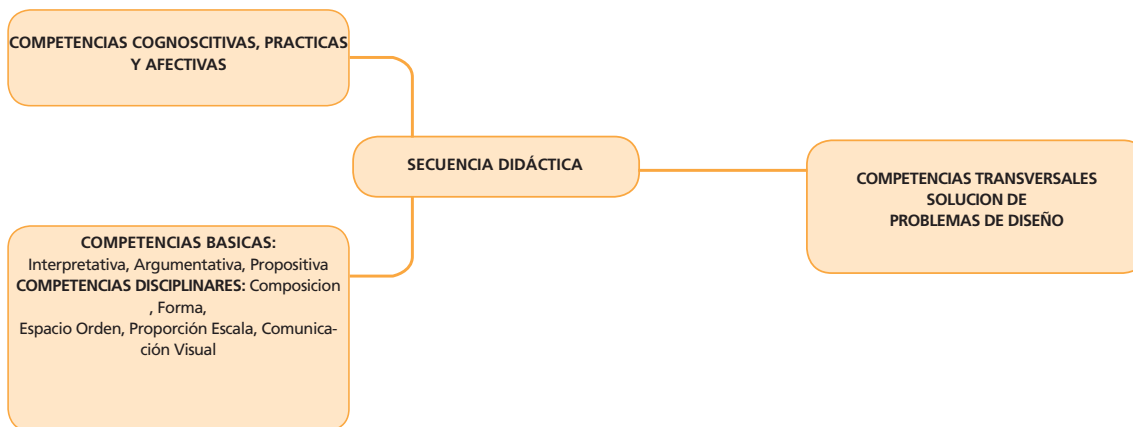 COMPETENCIAS COGNOSCITIVAS, PRACTICAS
Y AFECTIVAS
SECUENCIA DIDÁCTICA
COMPETENCIAS TRANSVERSALES
SOLUCION DE
PROBLEMAS DE DISEÑO
COMPETENCIAS BASICAS:
Interpretativa, Argumentativa, Propositiva
COMPETENCIAS DISCIPLINARES: Composicion
, Forma,
Espacio Orden, Proporción Escala, Comunica-
ción Visual